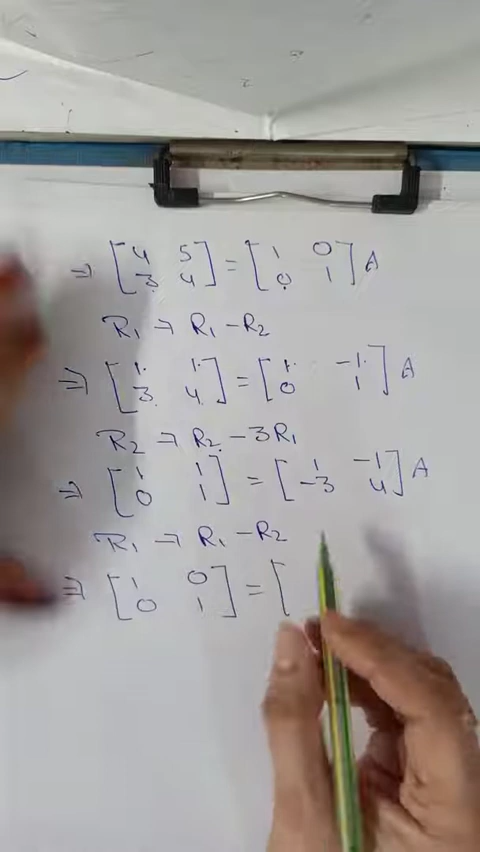 ⇒ [4 5
3 4] = [1 0
0 1] A
R₁ → R₁ - R₂
⇒ [1 1
3 4] = [1 -1
0 1] A
R₂ → R₂ - 3R₁
⇒ [1 1
0 1] = [1 -1
-3 4] A
R₁ → R₁ - R₂
⇒ [1 0
0 1] = [